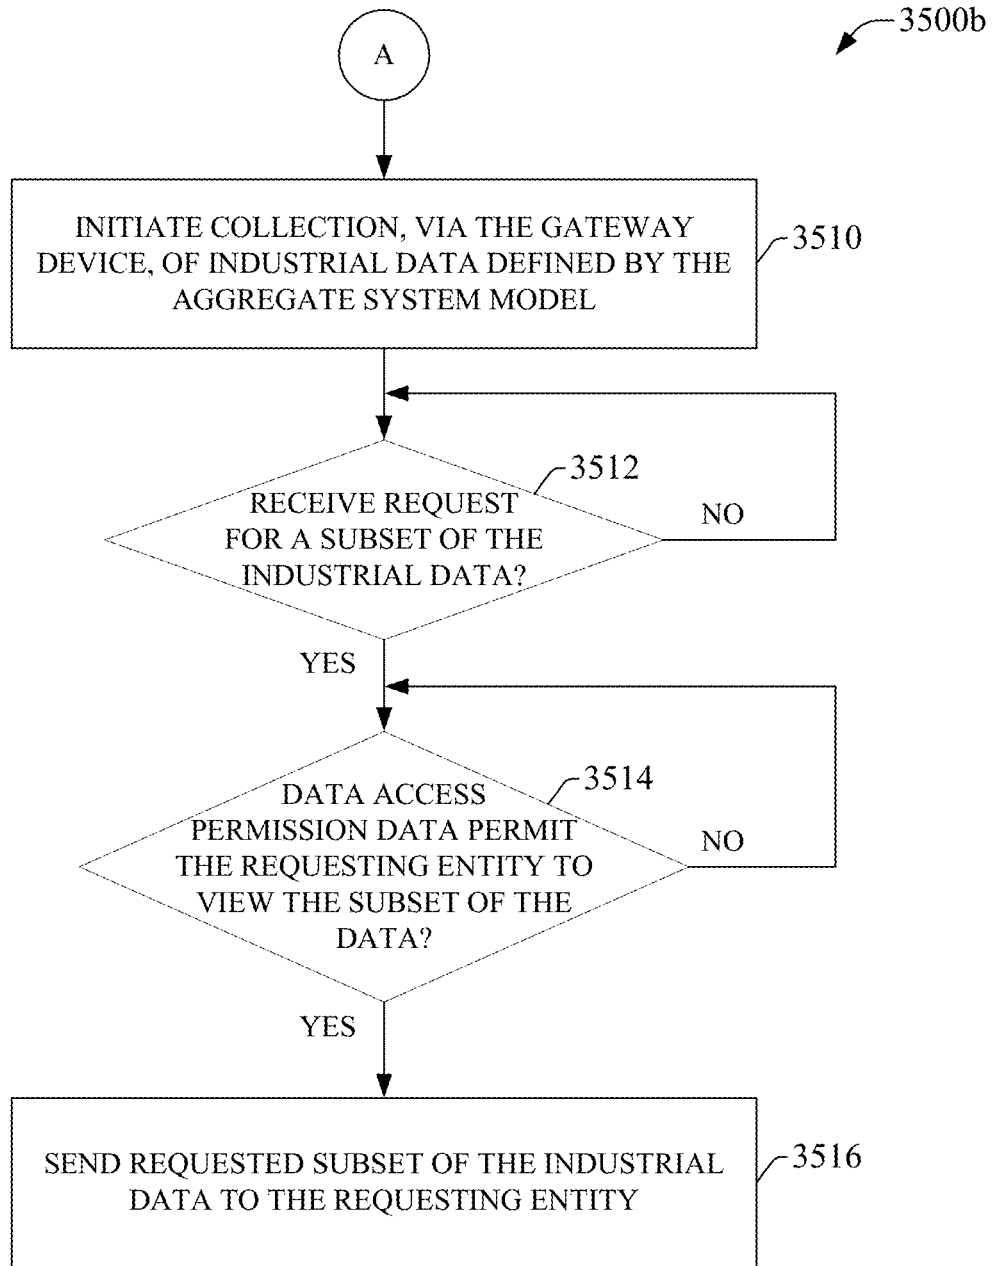 3500b
A
INITIATE COLLECTION, VIA THE GATEWAY
DEVICE, OF INDUSTRIAL DATA DEFINED BY THE
AGGREGATE SYSTEM MODEL
3510
3512
RECEIVE REQUEST
FOR A SUBSET OF THE
INDUSTRIAL DATA?
NO
YES
3514
DATA ACCESS
PERMISSION DATA PERMIT
THE REQUESTING ENTITY TO
VIEW THE SUBSET OF THE
DATA?
NO
YES
SEND REQUESTED SUBSET OF THE INDUSTRIAL
DATA TO THE REQUESTING ENTITY
3516